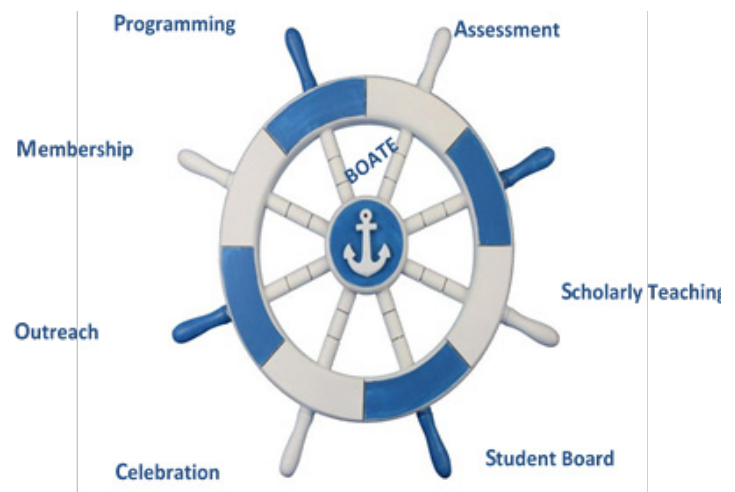 Programming
Assessment
BOATE
Membership
Scholarly Teaching
Outreach
Student Board
Celebration